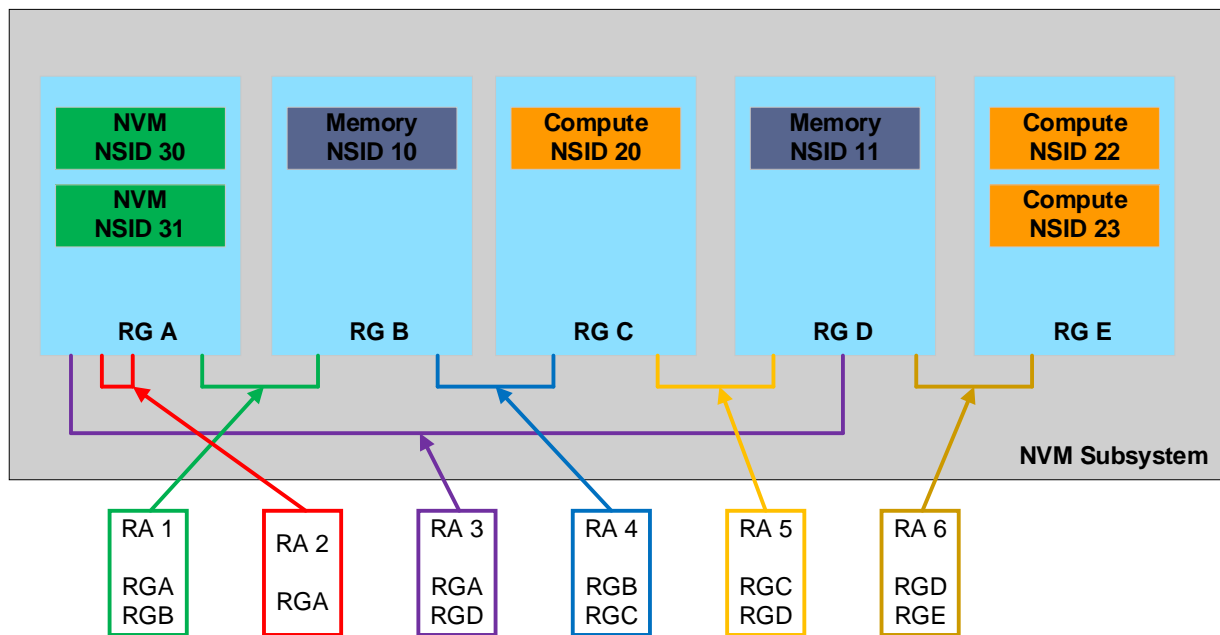 NVM
NSID 30
NVM
NSID 31
RG A
Memory
NSID 10
RG B
Compute
NSID 20
RG C
Memory
NSID 11
RG D
Compute
NSID 22
Compute
NSID 23
RG E
NVM Subsystem
RA 1
RGA
RGB
RA 2
RGA
RA 3
RGA
RGD
RA 4
RGB
RGC
RA 5
RGC
RGD
RA 6
RGD
RGE